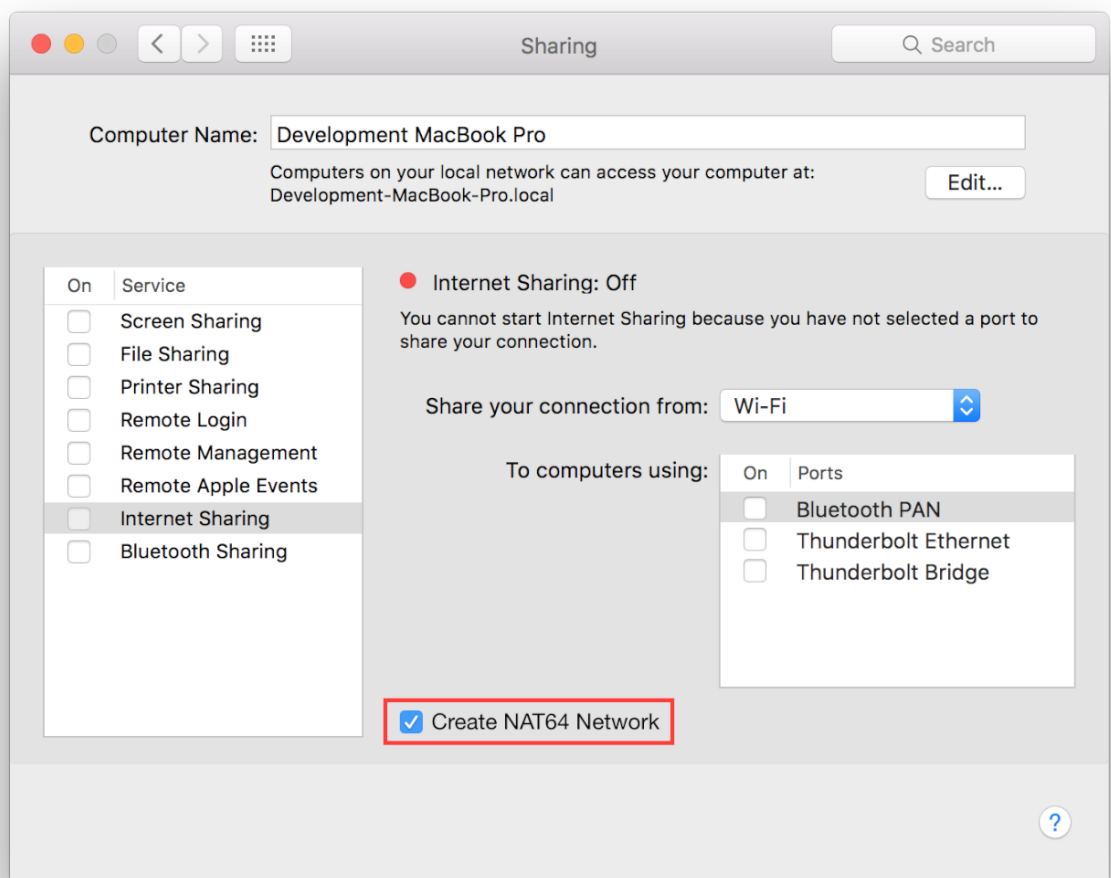 Sharing
Search
Computer Name: Development MacBook Pro
Computers on your local network can access your computer at:
Development-MacBook-Pro.local
Edit...
On Service
Screen Sharing
File Sharing
Printer Sharing
Remote Login
Remote Management
Remote Apple Events
Internet Sharing
Bluetooth Sharing
Internet Sharing: Off
You cannot start Internet Sharing because you have not selected a port to
share your connection.
Share your connection from: Wi-Fi
To computers using:
On Ports
Bluetooth PAN
Thunderbolt Ethernet
Thunderbolt Bridge
Create NAT64 Network
?